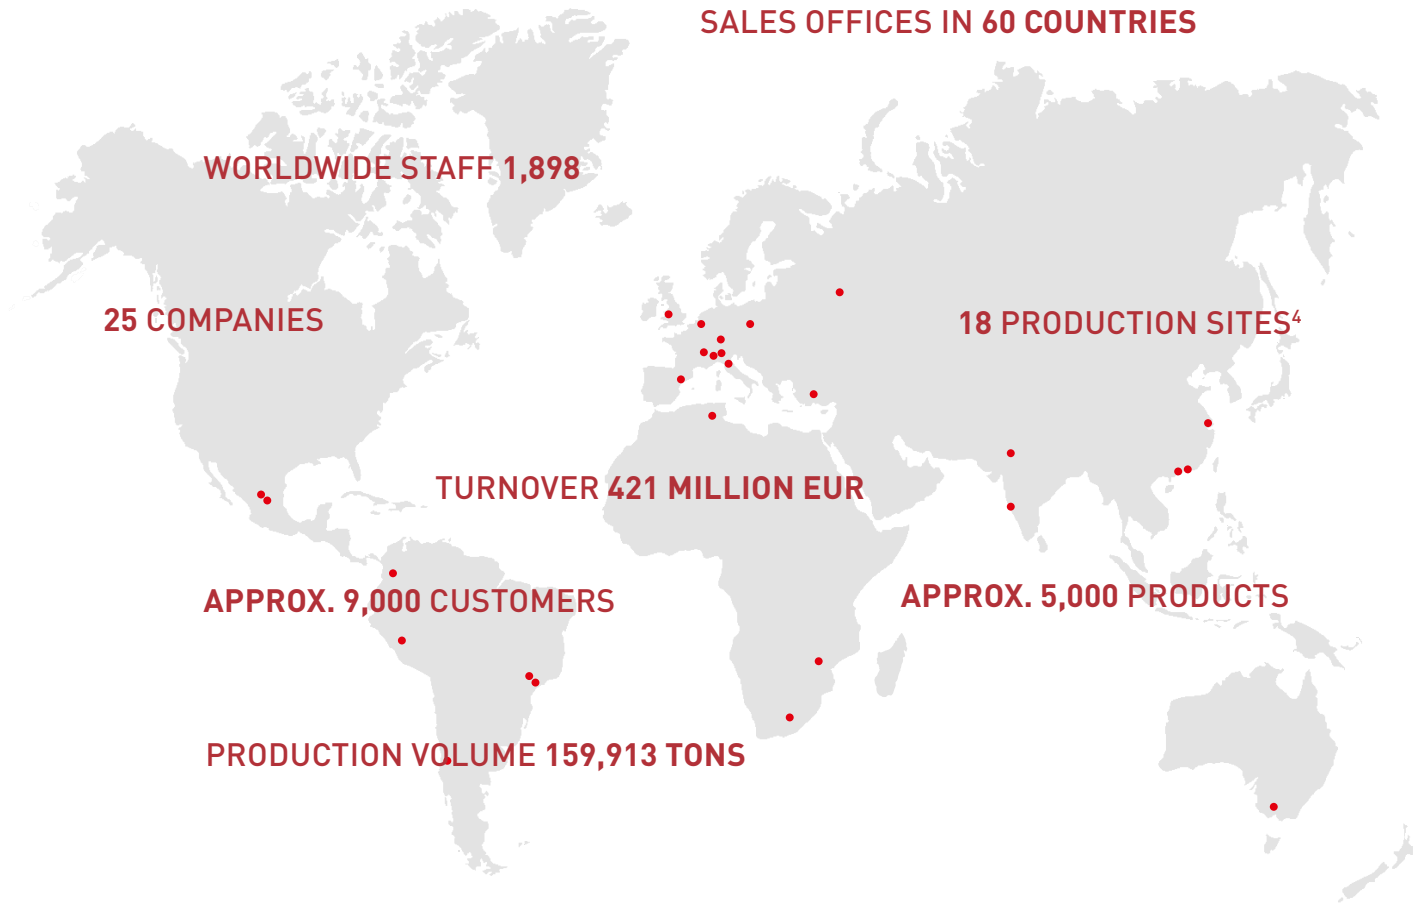 SALES OFFICES IN 60 COUNTRIES
WORLDWIDE STAFF 1,898
25 COMPANIES
18 PRODUCTION SITES⁴
TURNOVER 421 MILLION EUR
APPROX. 9,000 CUSTOMERS
APPROX. 5,000 PRODUCTS
PRODUCTION VOLUME 159,913 TONS